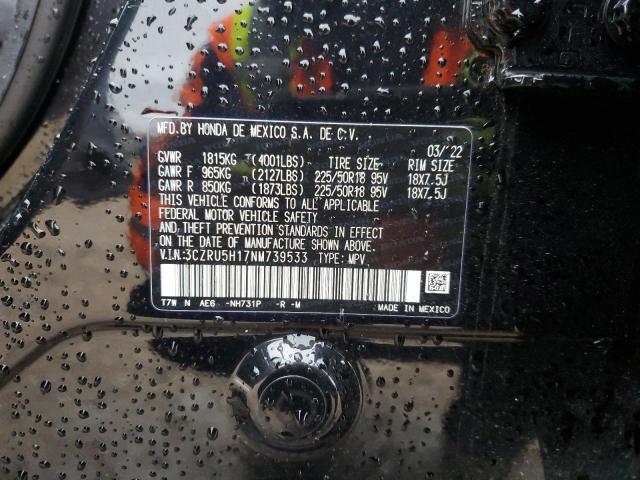 MFD.BY HONDA DE MEXICO S.A. DE C.V. 03/ 22
GVWR 1815KG (4001LBS) TIRE SIZE RIM SIZE
GAWR F 965KG (2127LBS) 225/50R18 95V 18X7.5J
GAWR R 850KG (1873LBS) 225/50R18 95V 18X7.5J
THIS VEHICLE CONFORMS TO ALL APPLICABLE
FEDERAL MOTOR VEHICLE SAFETY
AND THEFT PREVENTION STANDARDS IN EFFECT
ON THE DATE OF MANUFACTURE SHOWN ABOVE.
V.I.N.:3CZRU5H17NM739533 TYPE: MPV
T7W N AE6 -NH731P -R -M MADE IN MEXICO